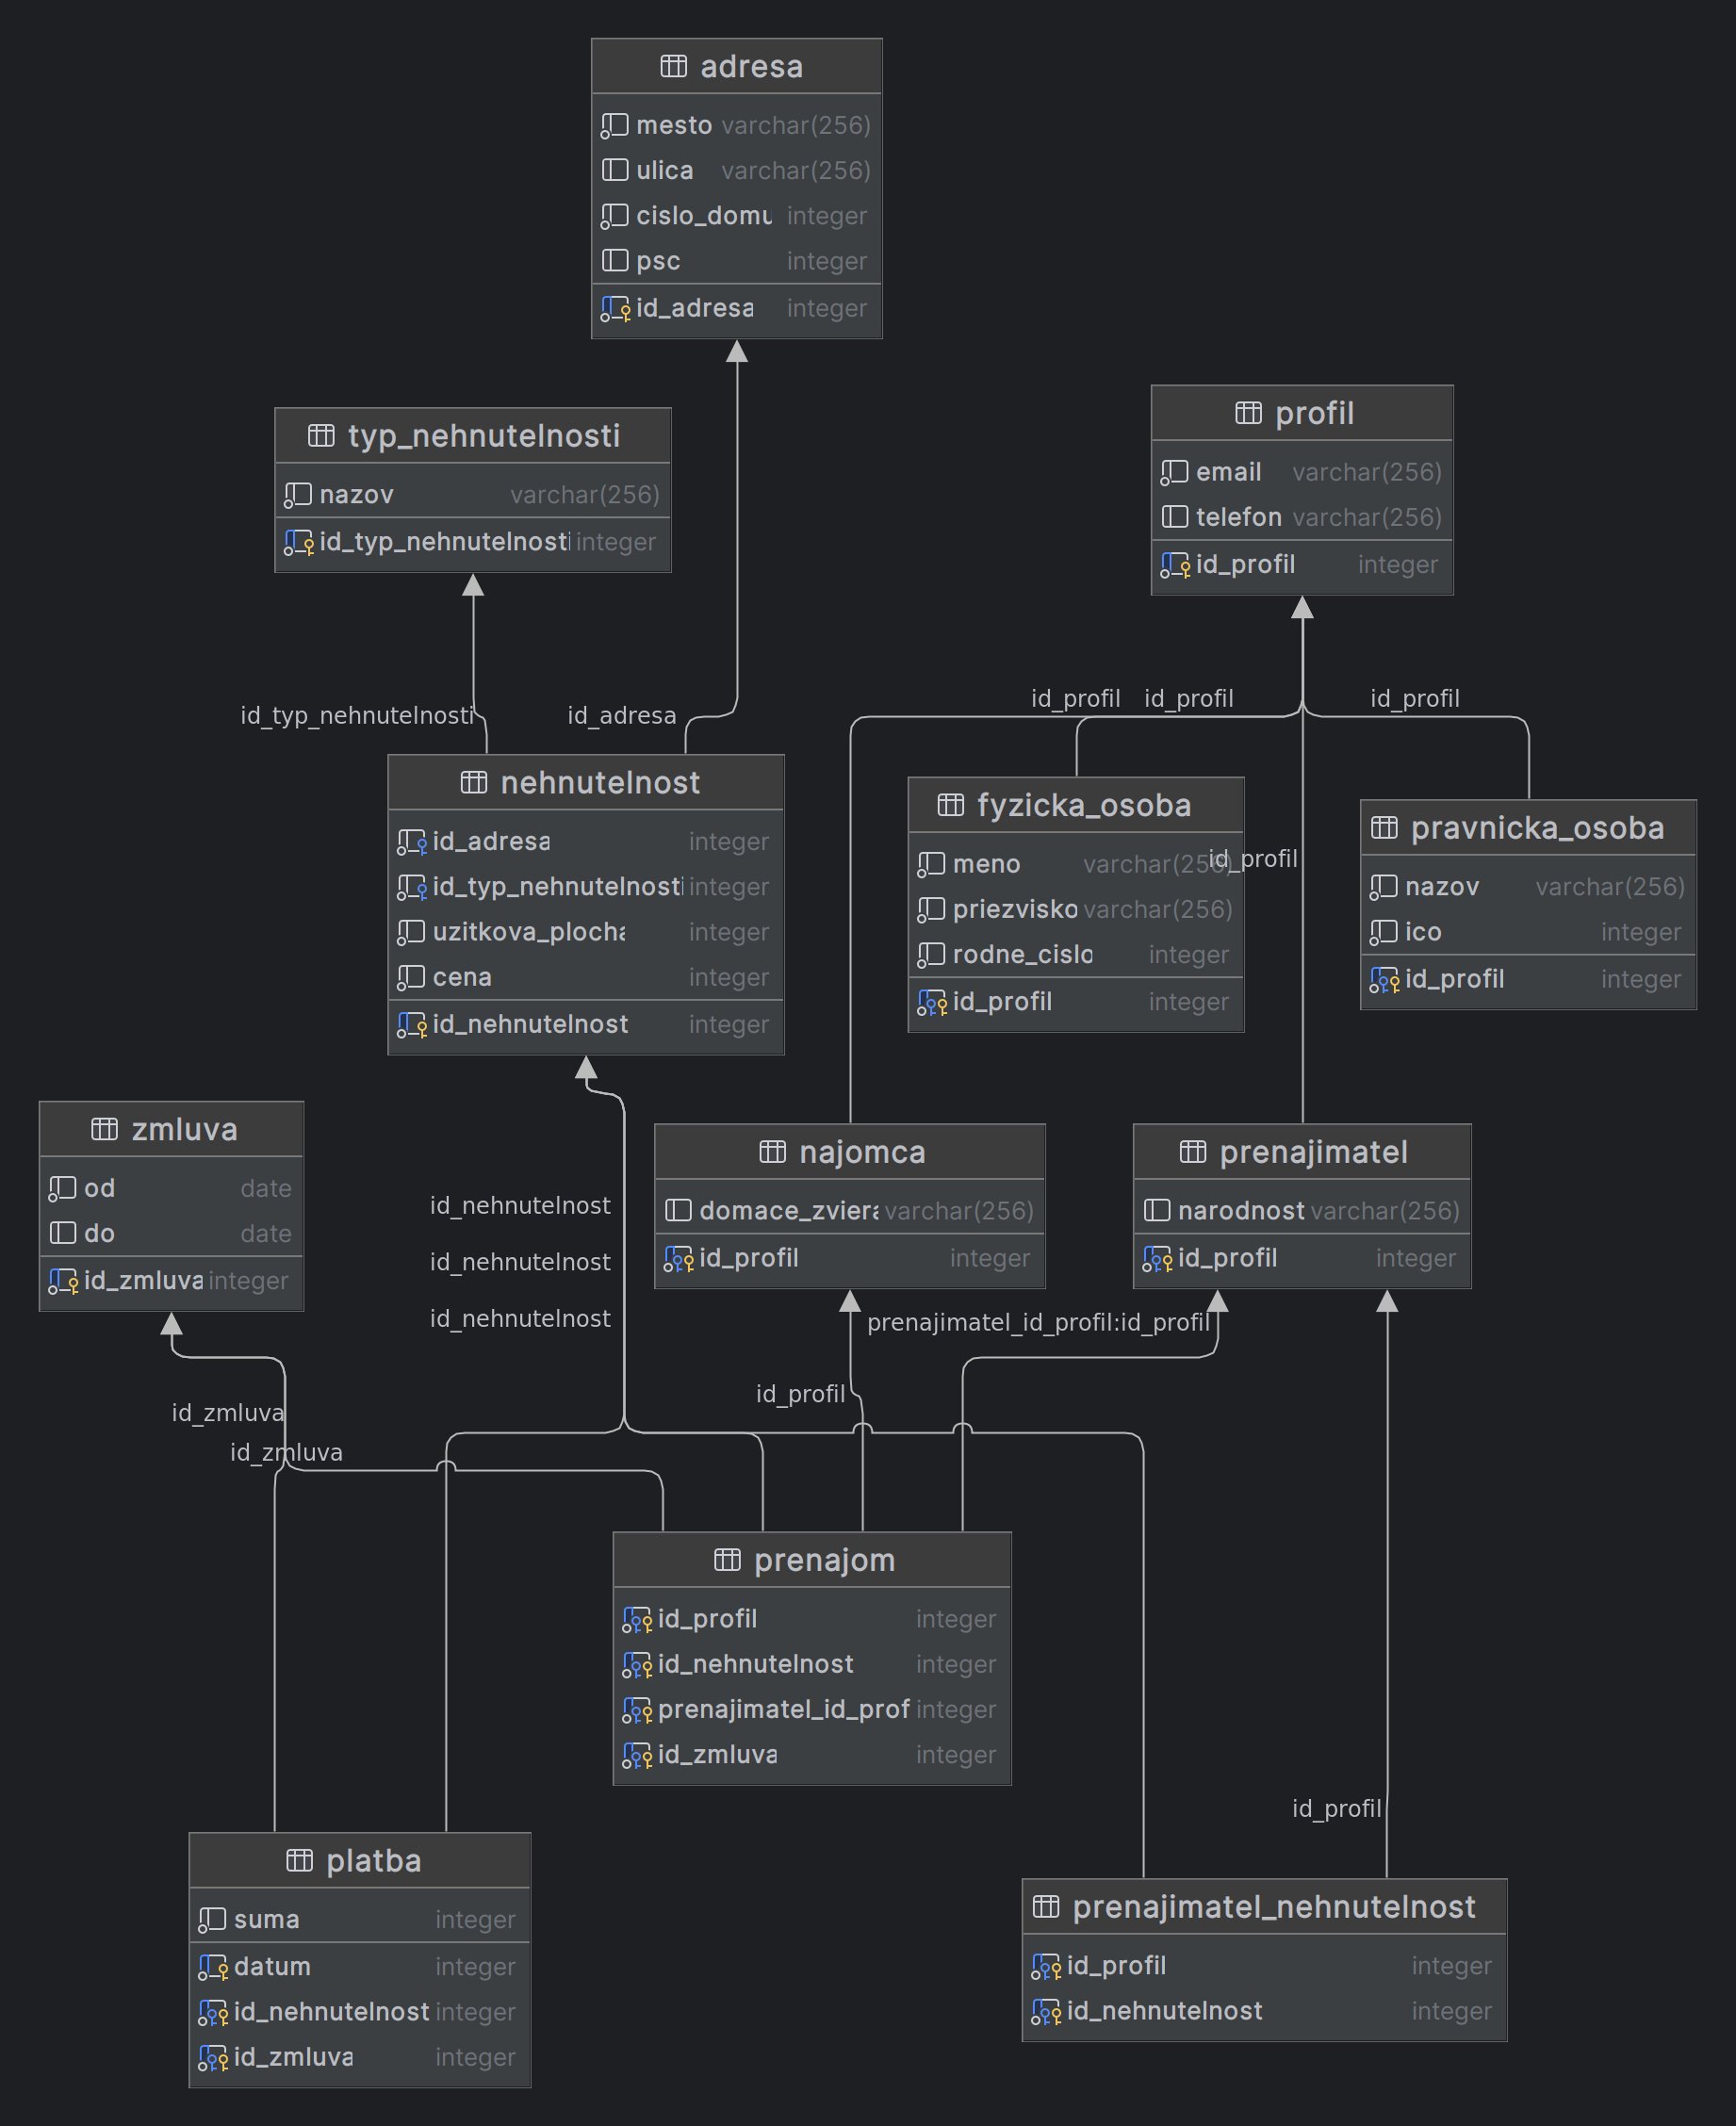 adresa
mesto varchar(256)
ulica varchar(256)
cislo_domu integer
psc integer
id_adresa integer
typ_nehnutelnosti
nazov varchar(256)
id_typ_nehnutelnosti integer
profil
email varchar(256)
telefon varchar(256)
id_profil integer
id_typ_nehnutelnosti
id_adresa
id_profil
id_profil
id_profil
nehnutelnost
id_adresa integer
id_typ_nehnutelnosti integer
uzitkova_plocha integer
cena integer
id_nehnutelnost integer
fyzicka_osoba
meno varchar(256)
priezvisko varchar(256)
rodne_cislo integer
id_profil integer
id_profil
pravnicka_osoba
nazov varchar(256)
ico integer
id_profil integer
zmluva
od date
do date
id_zmluva integer
id_nehnutelnost
id_nehnutelnost
id_nehnutelnost
najomca
domace_zviera varchar(256)
id_profil integer
prenajimatel
narodnost varchar(256)
id_profil integer
prenajimatel_id_profil:id_profil
id_profil
id_zmluva
id_zmluva
prenajom
id_profil integer
id_nehnutelnost integer
prenajimatel_id_prof integer
id_zmluva integer
id_profil
platba
suma integer
datum integer
id_nehnutelnost integer
id_zmluva integer
prenajimatel_nehnutelnost
id_profil integer
id_nehnutelnost integer